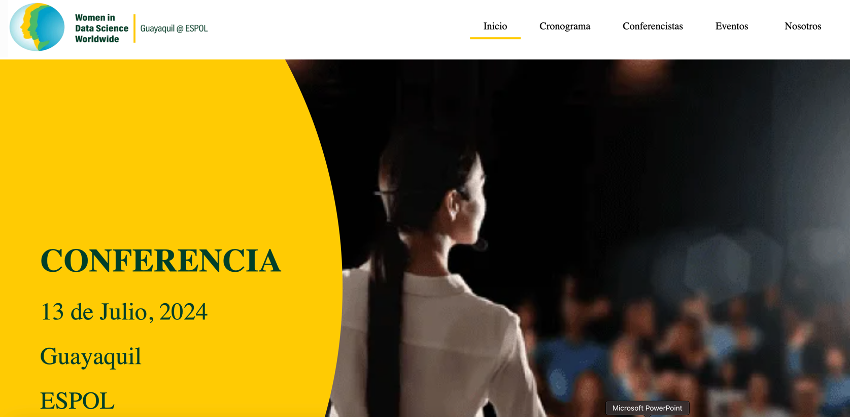 Women in
Data Science
Worldwide
Guayaquil @ ESPOL
Inicio
Cronograma
Conferencistas
Eventos
Nosotros
CONFERENCIA
13 de Julio, 2024
Guayaquil
ESPOL
Microsoft PowerPoint